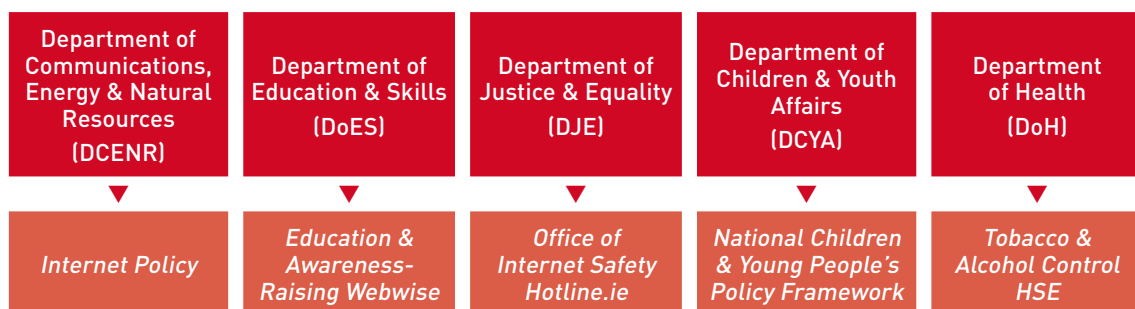 Department of
Communications,
Energy & Natural
Resources
(DCENR)
Department of
Education & Skills
(DoES)
Department of
Justice & Equality
(DJE)
Department of
Children & Youth
Affairs
(DCYA)
Department
of Health
(DoH)
Internet Policy
Education &
Awareness-
Raising Webwise
Office of
Internet Safety
Hotline.ie
National Children
& Young People’s
Policy Framework
Tobacco &
Alcohol Control
HSE